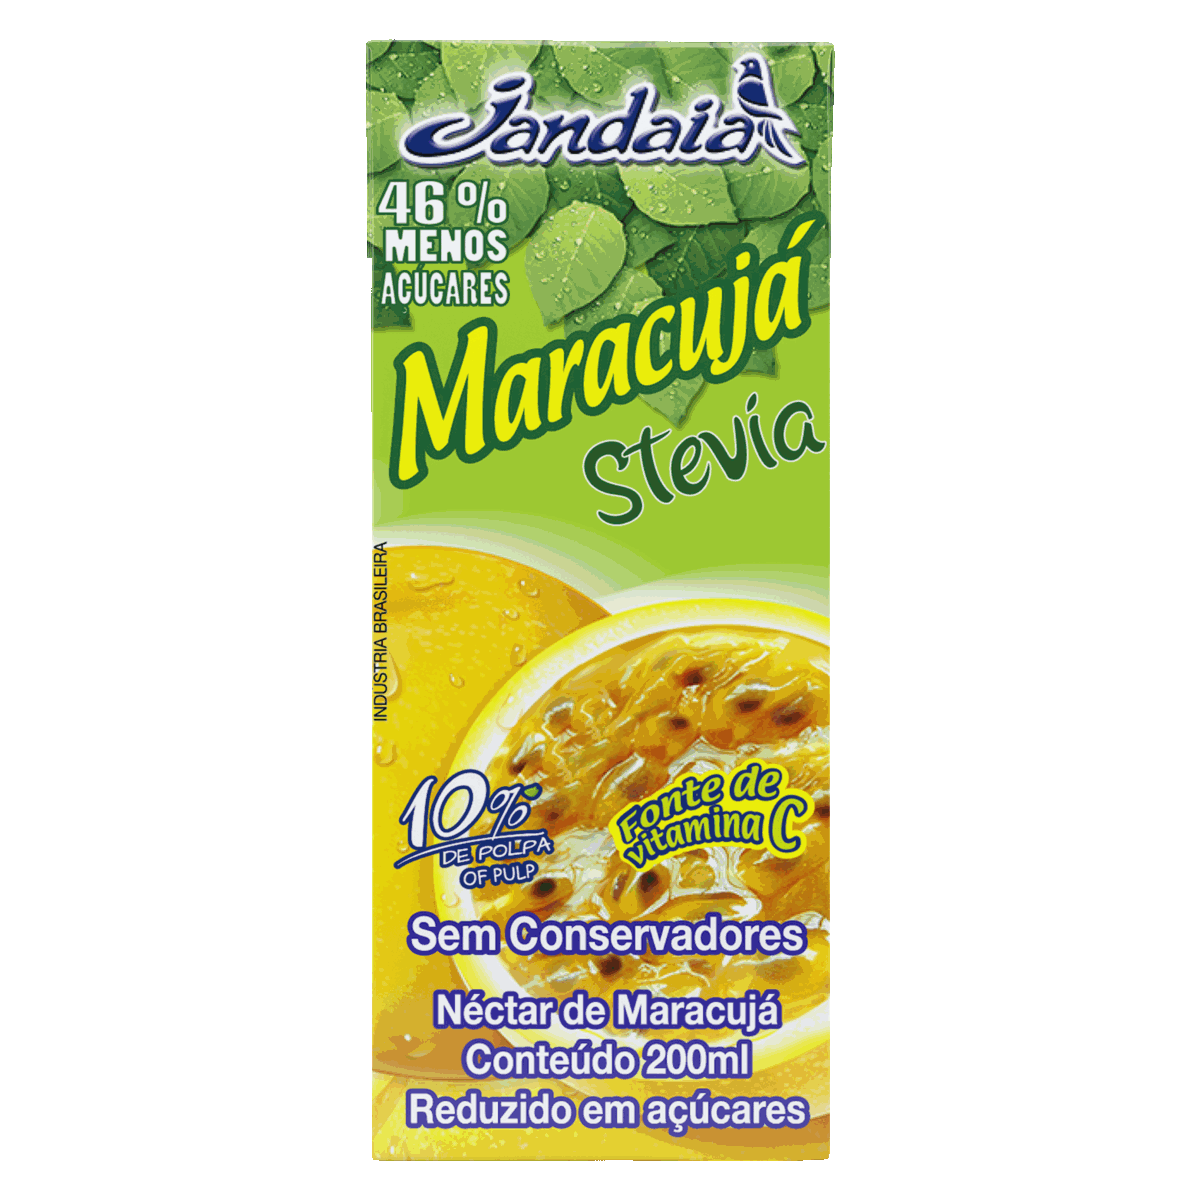 Jandaia
46%
MENOS
AÇÚCARES
Maracujá
Stevia
INDUSTRIA BRASILEIRA
10%
DE POLPA
OF PULP
Fonte de
vitamina C
Sem Conservadores
Néctar de Maracujá
Conteúdo 200ml
Reduzido em açúcares